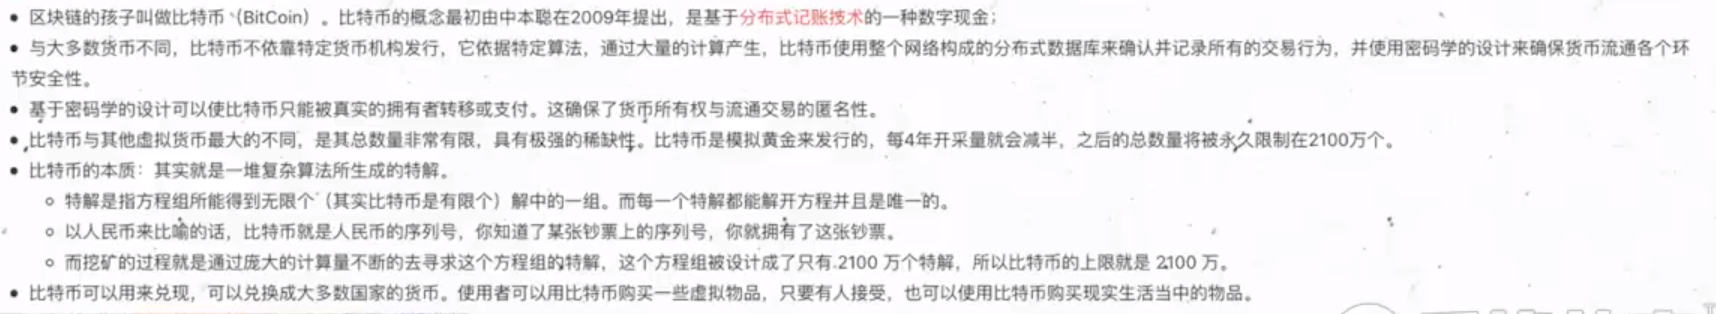 区块链的孩子叫做比特币（BitCoin）。比特币的概念最初由中本聪在2009年提出，是基于分布式记账技术的一种数字现金；
与大多数货币不同，比特币不依靠特定货币机构发行，它依据特定算法，通过大量的计算产生，比特币使用整个网络构成的分布式数据库来确认并记录所有的交易行为，并使用密码学的设计来确保货币流通各个环
节安全性。
基于密码学的设计可以使比特币只能被真实的拥有者转移或支付。这确保了货币所有权与流通交易的匿名性。
比特币与其他虚拟货币最大的不同，是其总数量非常有限，具有极强的稀缺性。比特币是模拟黄金来发行的，每4年开采量就会减半，之后的总数量将被永久限制在2100万个。
比特币的本质：其实就是一堆复杂算法所生成的特解。
特解是指方程组所能得到无限个（其实比特币是有限个）解中的一组。而每一个特解都能解开方程并且是唯一的。
以人民币来比喻的话，比特币就是人民币的序列号，你知道了某张钞票上的序列号，你就拥有了这张钞票。
而挖矿的过程就是通过庞大的计算量不断的去寻求这个方程组的特解，这个方程组被设计成了只有 2100 万个特解，所以比特币的上限就是 2100 万。
比特币可以用来兑现，可以兑换成大多数国家的货币。使用者可以用比特币购买一些虚拟物品，只要有人接受，也可以使用比特币购买现实生活当中的物品。